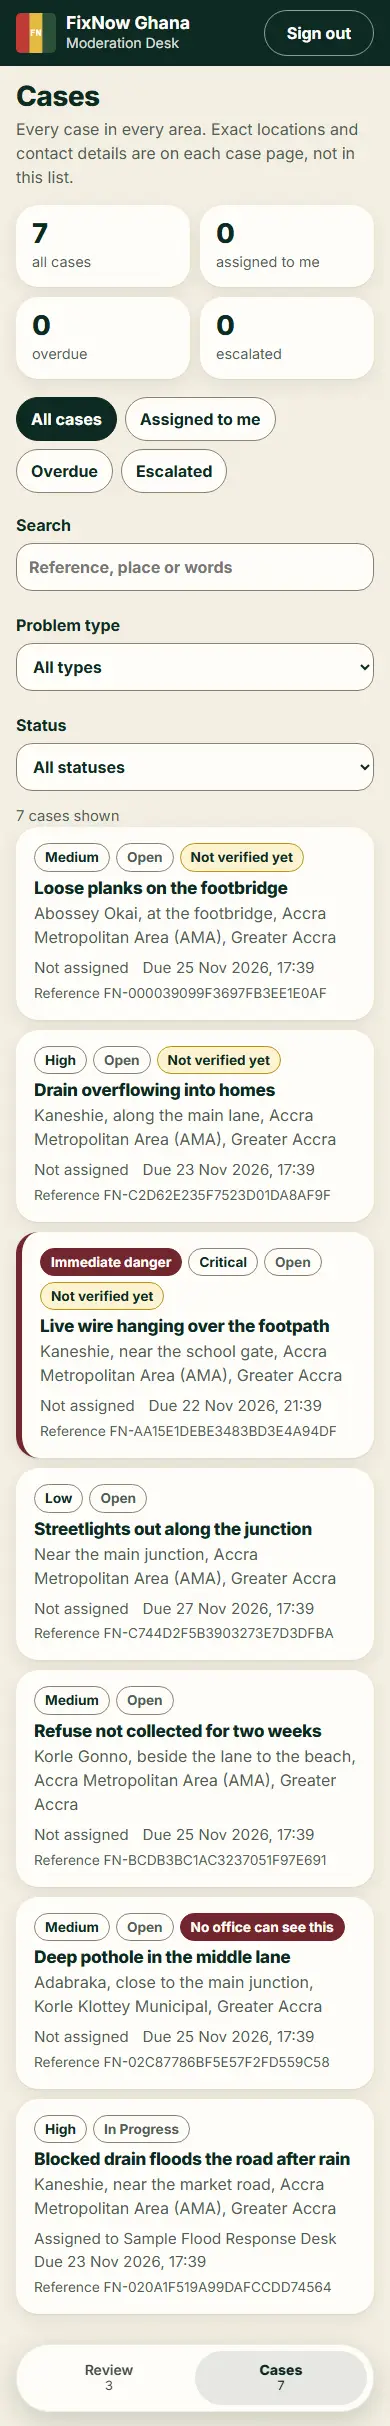 FN
FixNow Ghana
Moderation Desk
Sign out
Cases
Every case in every area. Exact locations and
contact details are on each case page, not in
this list.
7
all cases
0
assigned to me
0
overdue
0
escalated
All cases
Assigned to me
Overdue
Escalated
Search
Reference, place or words
Problem type
All types
Status
All statuses
7 cases shown
Medium
Open
Not verified yet
Loose planks on the footbridge
Abossey Okai, at the footbridge, Accra
Metropolitan Area (AMA), Greater Accra
Not assigned Due 25 Nov 2026, 17:39
Reference FN-000039099F3697FB3EE1E0AF
High
Open
Not verified yet
Drain overflowing into homes
Kaneshie, along the main lane, Accra
Metropolitan Area (AMA), Greater Accra
Not assigned Due 23 Nov 2026, 17:39
Reference FN-C2D62E235F7523D01DA8AF9F
Immediate danger
Critical
Open
Not verified yet
Live wire hanging over the footpath
Kaneshie, near the school gate, Accra
Metropolitan Area (AMA), Greater Accra
Not assigned Due 22 Nov 2026, 21:39
Reference FN-AA15E1DEBE3483BD3E4A94DF
Low
Open
Streetlights out along the junction
Near the main junction, Accra
Metropolitan Area (AMA), Greater Accra
Not assigned Due 27 Nov 2026, 17:39
Reference FN-C744D2F5B3903273E7D3DFBA
Medium
Open
Refuse not collected for two weeks
Korle Gonno, beside the lane to the beach,
Accra Metropolitan Area (AMA), Greater
Accra
Not assigned Due 25 Nov 2026, 17:39
Reference FN-BCDB3BC1AC3237051F97E691
Medium
Open
No office can see this
Deep pothole in the middle lane
Adabraka, close to the main junction,
Korle Klottey Municipal, Greater Accra
Not assigned Due 25 Nov 2026, 17:39
Reference FN-02C87786BF5E57F2FD559C58
High
In Progress
Blocked drain floods the road after rain
Kaneshie, near the market road, Accra
Metropolitan Area (AMA), Greater Accra
Assigned to Sample Flood Response Desk
Due 23 Nov 2026, 17:39
Reference FN-020A1F519A99DAFCCDD74564
Review
3
Cases
7